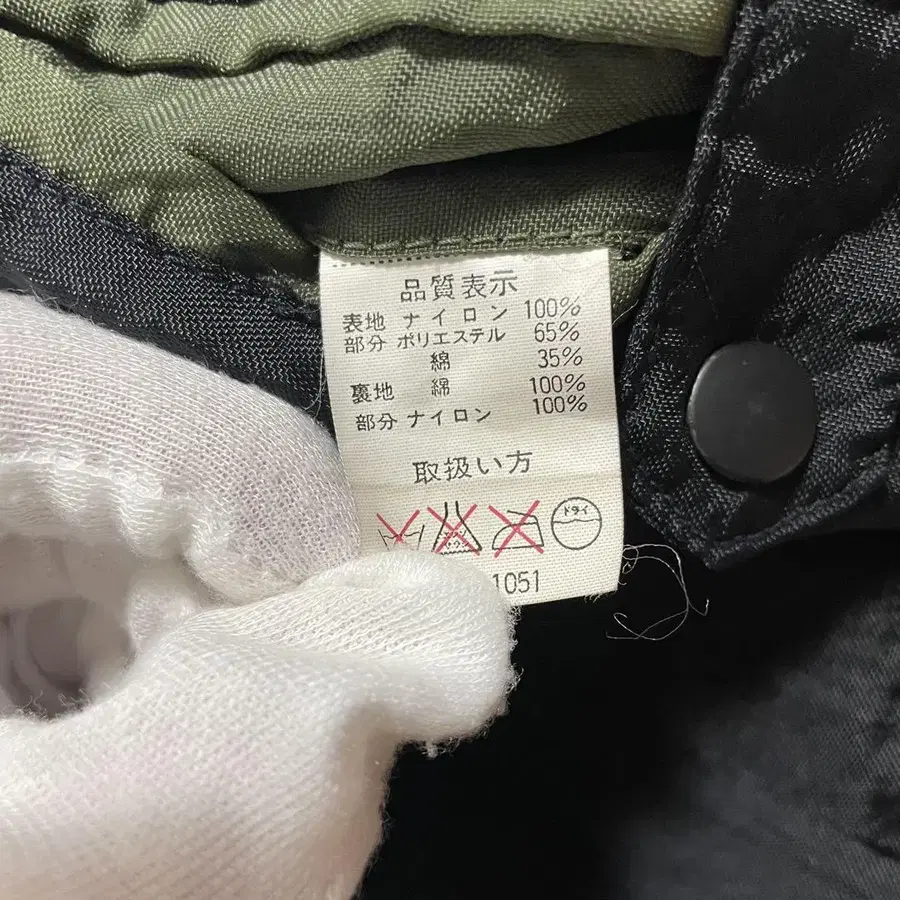 品質表示
表地 ナイロン 100%
部分 ポリエステル 65%
綿 35%
裏地 綿 100%
部分 ナイロン 100%
取扱い方
ドライ
1051